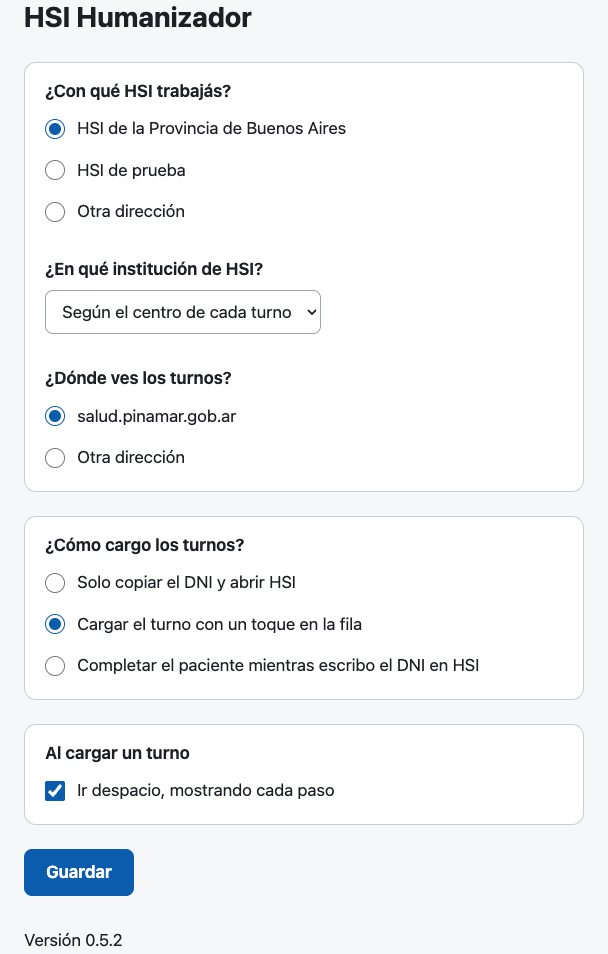 HSI Humanizador
¿Con qué HSI trabajás?
HSI de la Provincia de Buenos Aires
HSI de prueba
Otra dirección
¿En qué institución de HSI?
Según el centro de cada turno
¿Dónde ves los turnos?
salud.pinamar.gob.ar
Otra dirección
¿Cómo cargo los turnos?
Solo copiar el DNI y abrir HSI
Cargar el turno con un toque en la fila
Completar el paciente mientras escribo el DNI en HSI
Al cargar un turno
Ir despacio, mostrando cada paso
Guardar
Versión 0.5.2